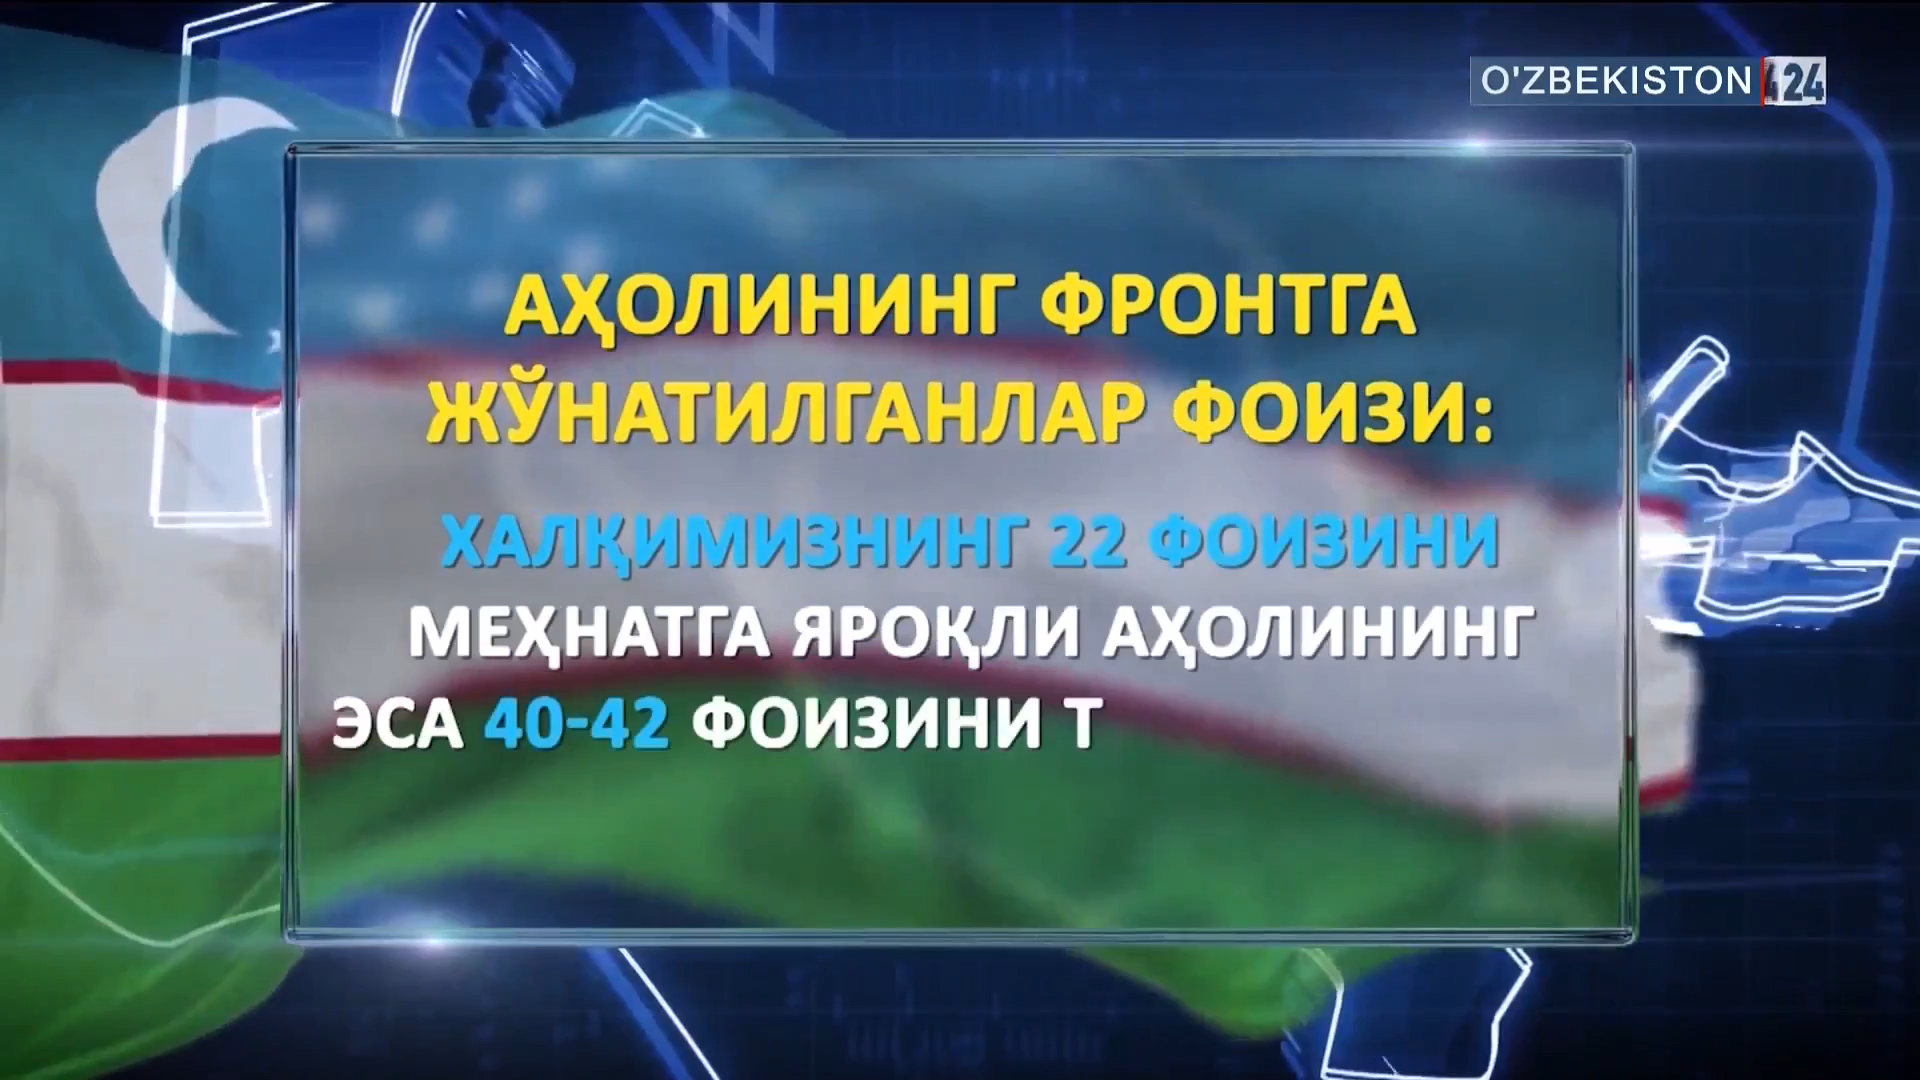 O'ZBEKISTON 24
АҲОЛИНИНГ ФРОНТГА
ЖЎНАТИЛГАНЛАР ФОИЗИ:
ХАЛҚИМИЗНИНГ 22 ФОИЗИНИ
МЕҲНАТГА ЯРОҚЛИ АҲОЛИНИНГ
ЭСА 40-42 ФОИЗИНИ Т